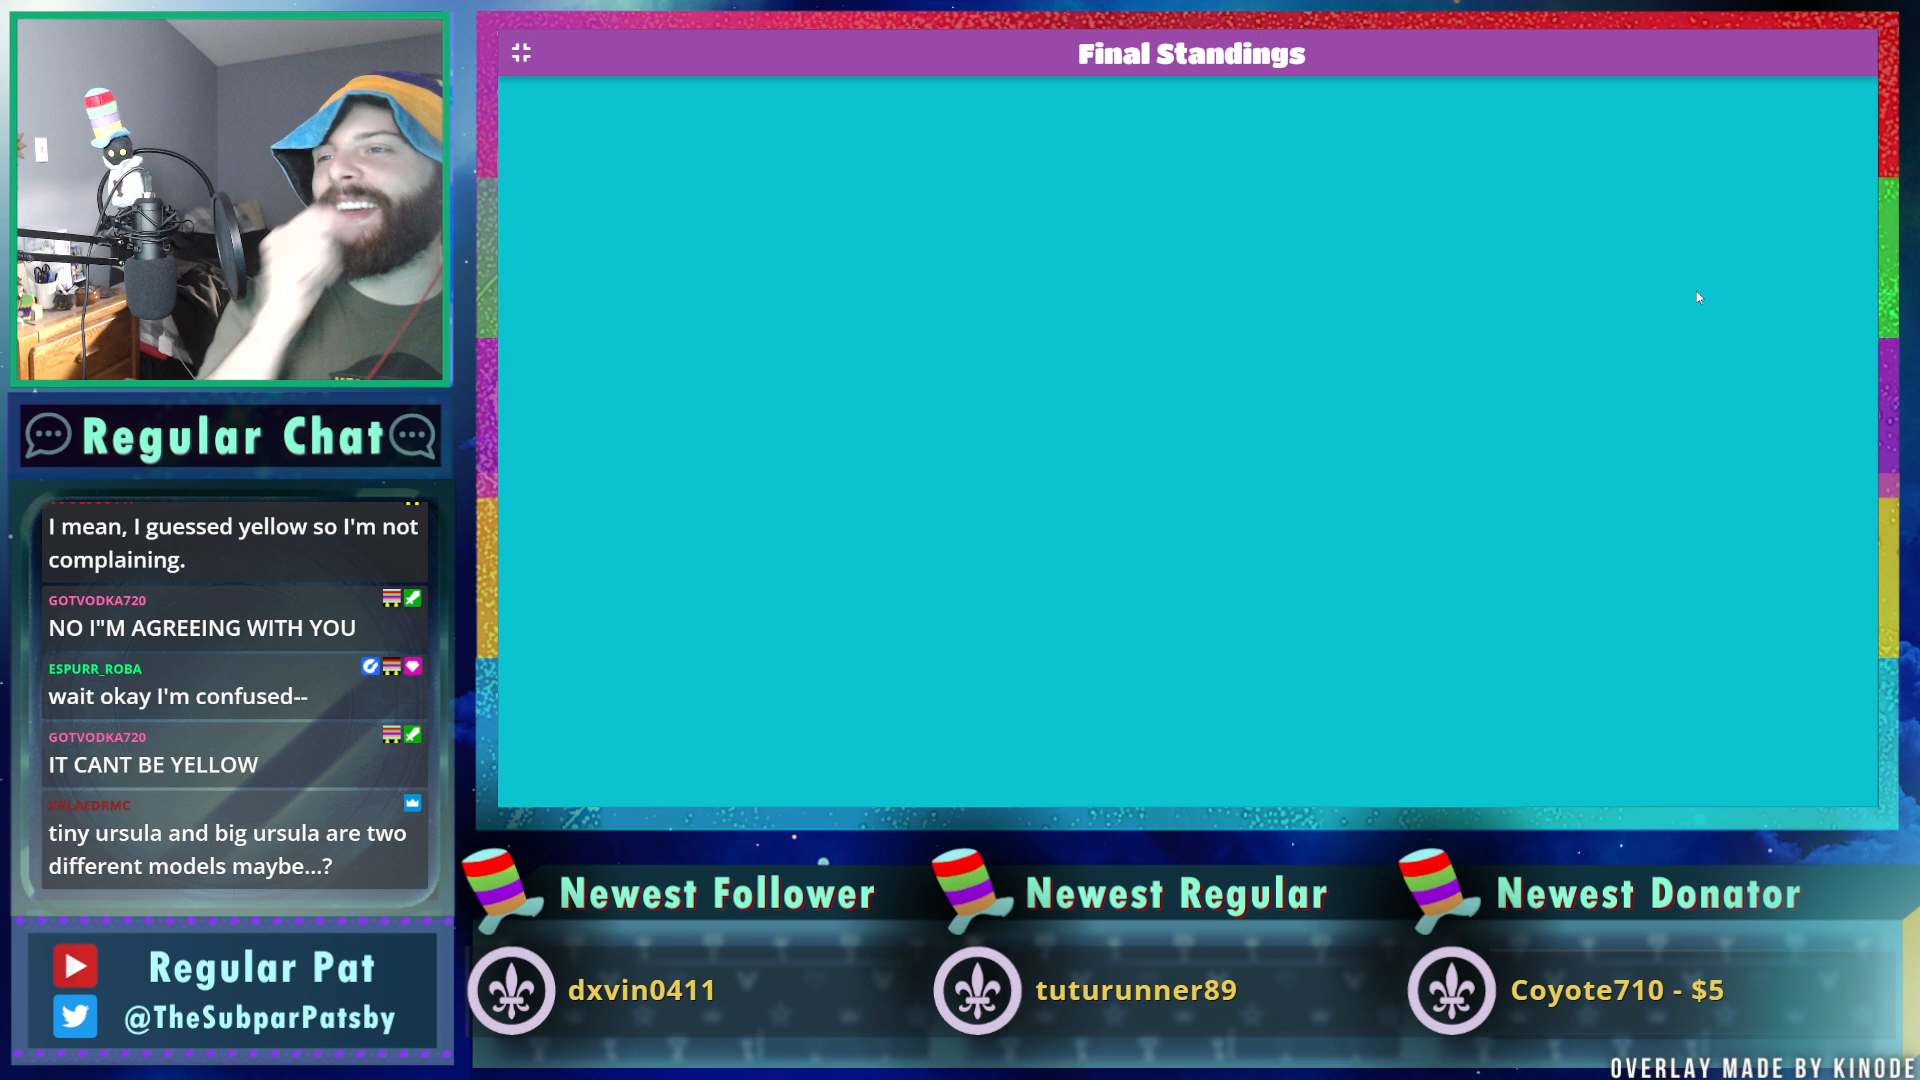 Final Standings
Regular Chat
I mean, I guessed yellow so I'm not
complaining.
GOTVODKA720
NO I"M AGREEING WITH YOU
ESPURR_ROBA
wait okay I'm confused--
GOTVODKA720
IT CANT BE YELLOW
tiny ursula and big ursula are two
different models maybe...?
Regular Pat
@TheSubparPatsby
Newest Follower
dxvin0411
Newest Regular
tuturunner89
Newest Donator
Coyote710 - $5
OVERLAY MADE BY KINODE